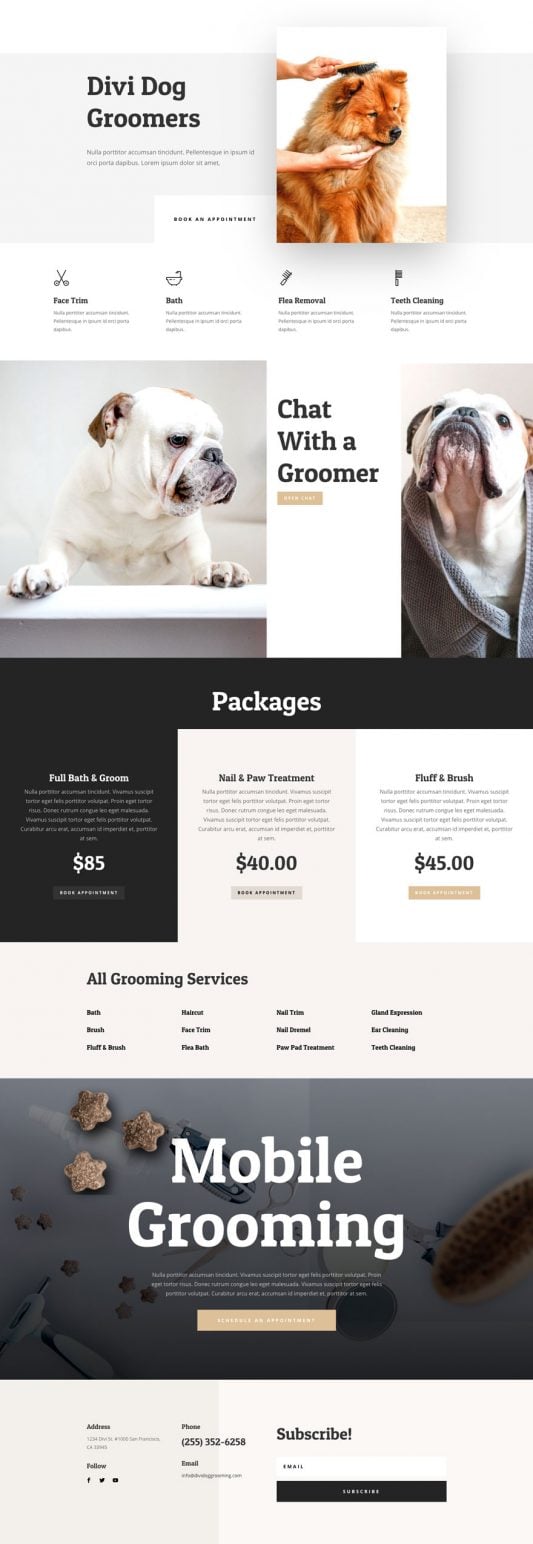 Divi Dog
Groomers
Nulla porttitor accumsan tincidunt. Pellentesque in ipsum id
orci porta dapibus. Lorem ipsum dolor sit amet,
BOOK AN APPOINTMENT
Face Trim
Nulla porttitor accumsan tincidunt.
Pellentesque in ipsum id orci porta
dapibus.
Bath
Nulla porttitor accumsan tincidunt.
Pellentesque in ipsum id orci porta
dapibus.
Flea Removal
Nulla porttitor accumsan tincidunt.
Pellentesque in ipsum id orci porta
dapibus.
Teeth Cleaning
Nulla porttitor accumsan tincidunt.
Pellentesque in ipsum id orci porta
dapibus.
Chat
With a
Groomer
OPEN CHAT
Packages
Full Bath & Groom
Nulla porttitor accumsan tincidunt. Vivamus suscipit
tortor eget felis porttitor volutpat. Proin eget tortor
risus. Donec rutrum congue leo eget malesuada.
Vivamus suscipit tortor eget felis porttitor volutpat.
Curabitur arcu erat, accumsan id imperdiet et, porttitor
at sem.
$85
BOOK APPOINTMENT
Nail & Paw Treatment
Nulla porttitor accumsan tincidunt. Vivamus suscipit
tortor eget felis porttitor volutpat. Proin eget tortor
risus. Donec rutrum congue leo eget malesuada.
Vivamus suscipit tortor eget felis porttitor volutpat.
Curabitur arcu erat, accumsan id imperdiet et, porttitor
at sem.
$40.00
BOOK APPOINTMENT
Fluff & Brush
Nulla porttitor accumsan tincidunt. Vivamus suscipit
tortor eget felis porttitor volutpat. Proin eget tortor
risus. Donec rutrum congue leo eget malesuada.
Vivamus suscipit tortor eget felis porttitor volutpat.
Curabitur arcu erat, accumsan id imperdiet et, porttitor
at sem.
$45.00
BOOK APPOINTMENT
All Grooming Services
Bath
Haircut
Nail Trim
Gland Expression
Brush
Face Trim
Nail Dremel
Ear Cleaning
Fluff & Brush
Flea Bath
Paw Pad Treatment
Teeth Cleaning
Mobile
Grooming
Nulla porttitor accumsan tincidunt. Vivamus suscipit tortor eget felis porttitor volutpat. Proin
eget tortor risus. Donec rutrum congue leo eget malesuada. Vivamus suscipit tortor eget felis
porttitor volutpat. Curabitur arcu erat, accumsan id imperdiet et, porttitor at sem.
SCHEDULE AN APPOINTMENT
Address
1234 Divi St. #1000 San Francisco,
CA 33945
Follow
Phone
(255) 352-6258
Email
info@dividoggrooming.com
Subscribe!
EMAIL
SUBSCRIBE